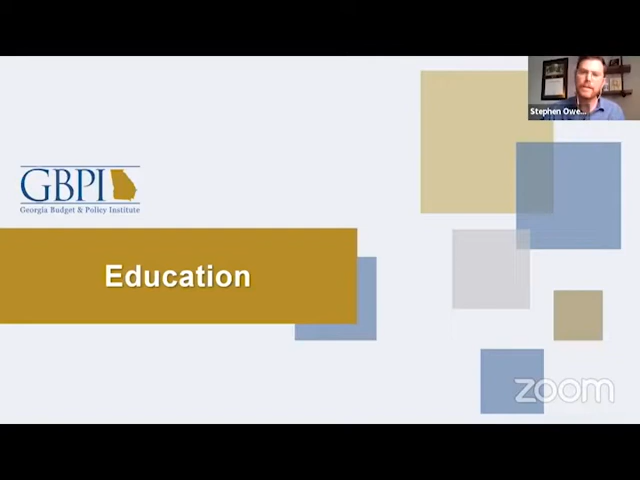 Stephen Owe...
GBPI
Georgia Budget & Policy Institute
Education
zoom